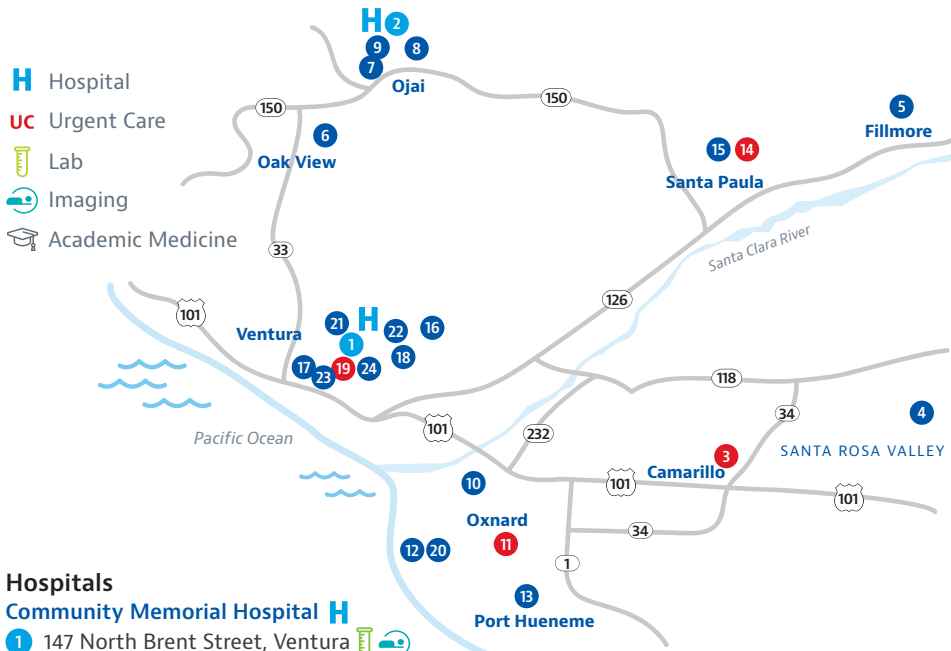 H 2
9 8
7
Ojai
H Hospital
150
150
5
UC Urgent Care
Fillmore
6
15 14
Lab
Oak View
Santa Paula
Imaging
Academic Medicine
33
Santa Clara River
126
101
21 H 22 16
Ventura
1
18
17 23 19 24
118
34
4
101
232
Pacific Ocean
3
SANTA ROSA VALLEY
Camarillo
10
101
101
Oxnard
34
11
12 20
1
Hospitals
13
Community Memorial Hospital H
Port Hueneme
1 147 North Brent Street, Ventura